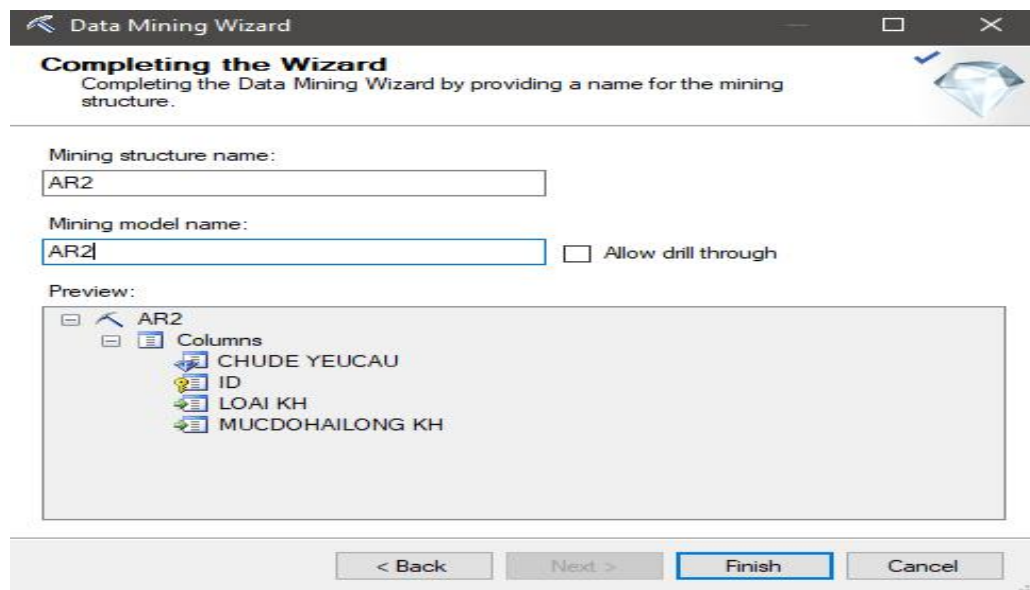 Data Mining Wizard
Completing the Wizard
Completing the Data Mining Wizard by providing a name for the mining
structure.
Mining structure name:
AR2
Mining model name:
AR2
Allow drill through
Preview:
AR2
Columns
CHUDE YEUCAU
ID
LOAI KH
MUCDOHAILONG KH
< Back
Next >
Finish
Cancel